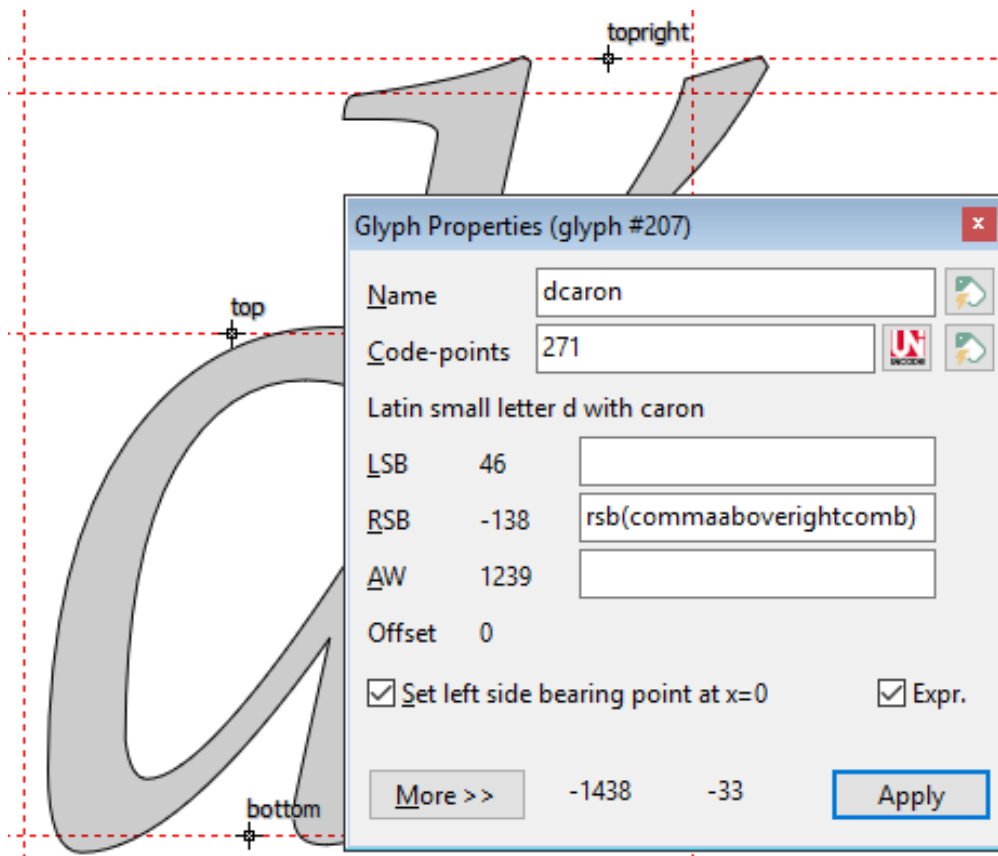 topright
top
bottom
Glyph Properties (glyph #207)
x
Name dcaron
Code-points 271 UNICODE
Latin small letter d with caron
LSB 46
RSB -138 rsb(commaaboverightcomb)
AW 1239
Offset 0
Set left side bearing point at x=0 Expr.
More >> -1438 -33 Apply